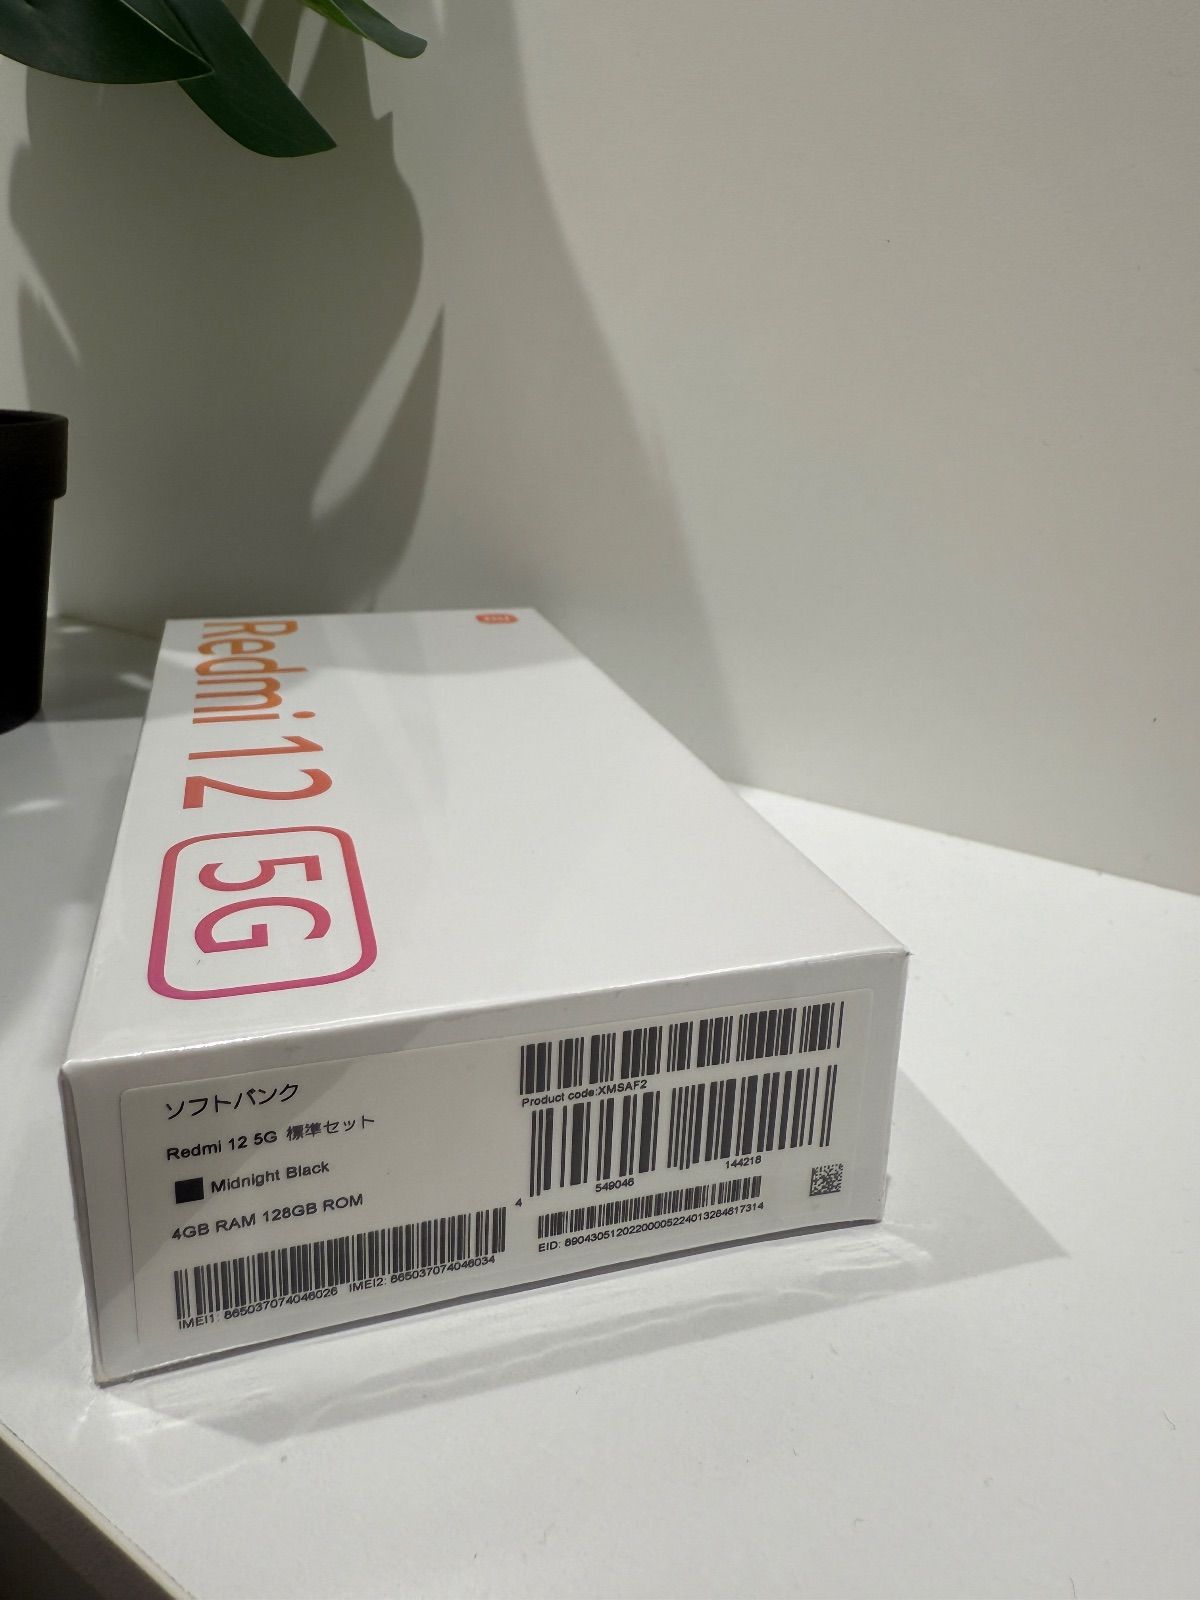 Redmi 12 5G
ソフトバンク
Redmi 12 5G 標準セット
Midnight Black
4GB RAM 128GB ROM
IMEI1: 865037074046026 IMEI2: 865037074046034
Product code:XMSAF2
4 549046 144218
EID: 89043051202200005224013284617314